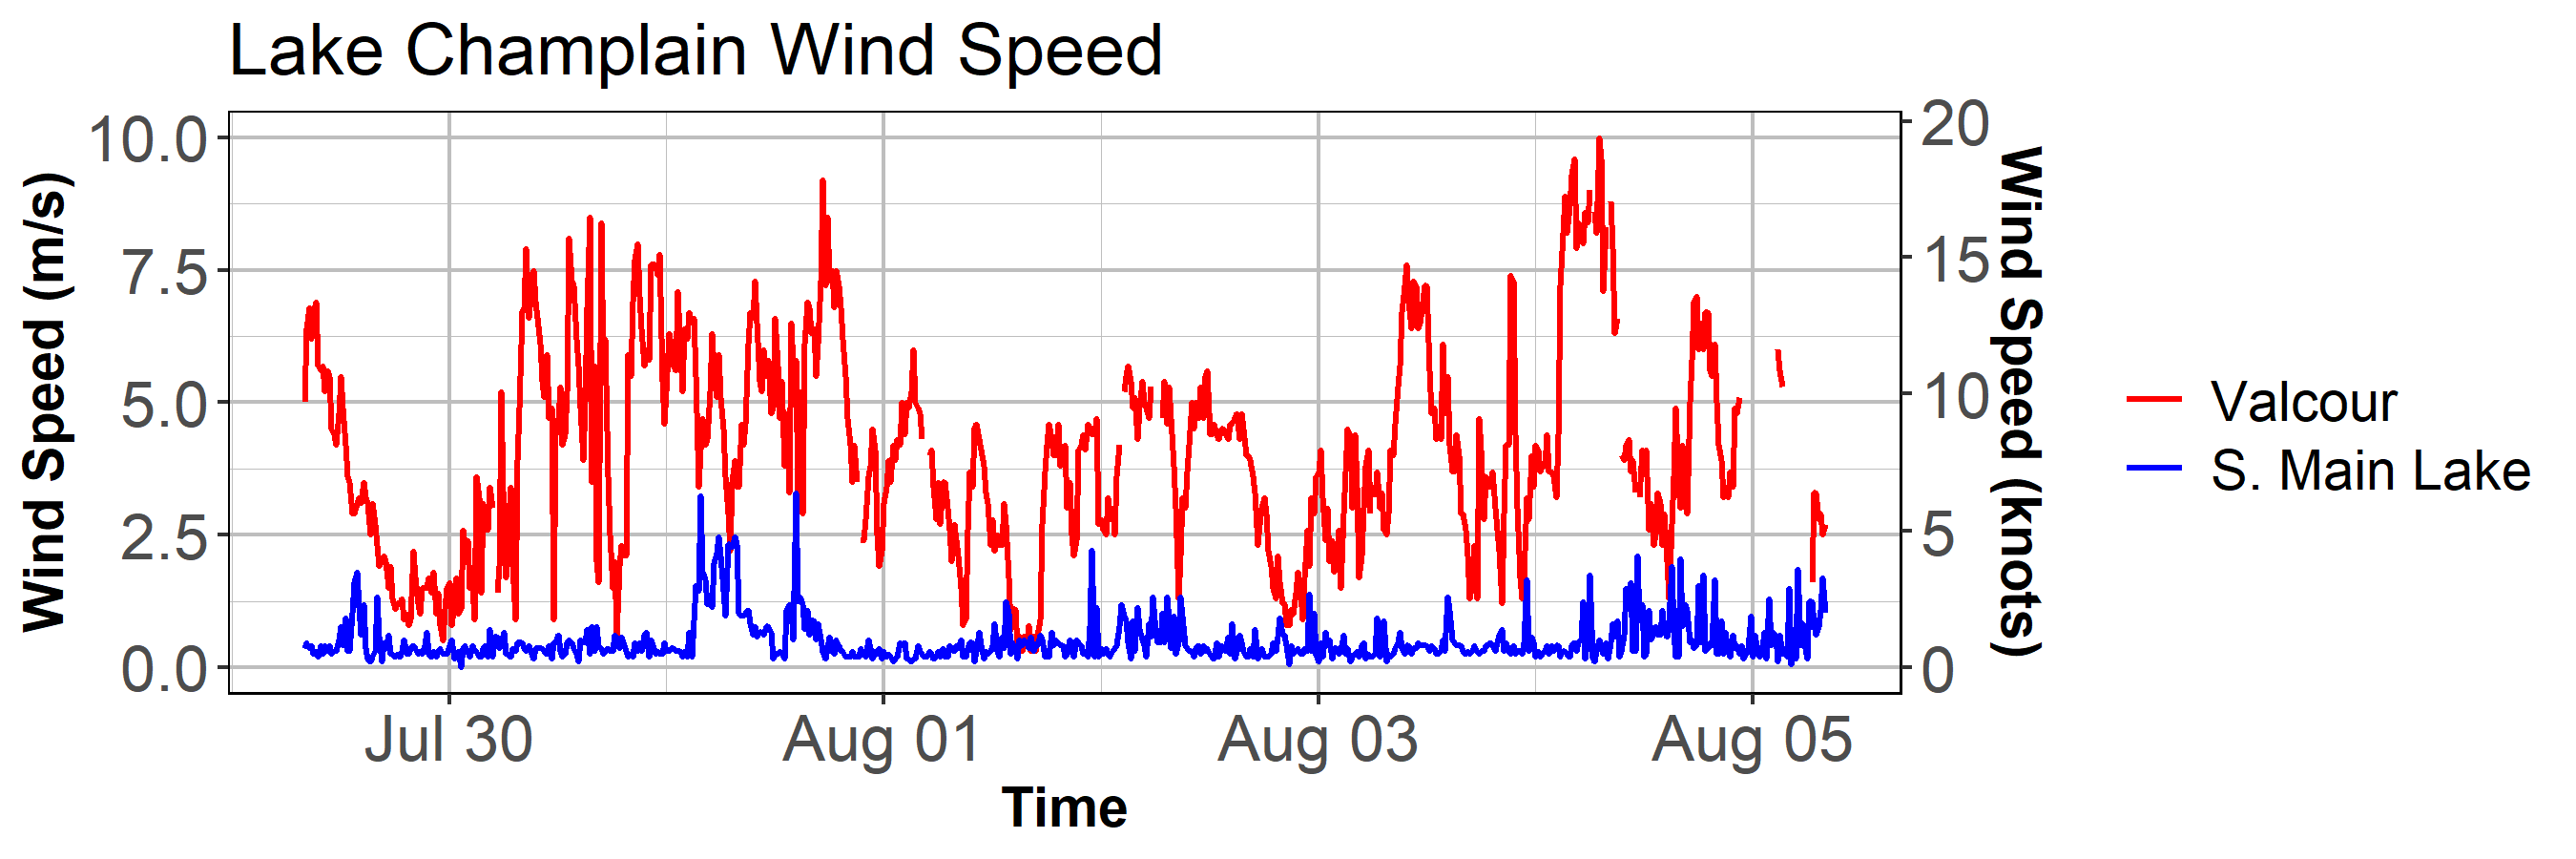 Lake Champlain Wind Speed
Wind Speed (m/s)
10.0
7.5
5.0
2.5
0.0
20
15
10
5
0
Wind Speed (knots)
Jul 30
Aug 01
Aug 03
Aug 05
Time
Valcour
S. Main Lake